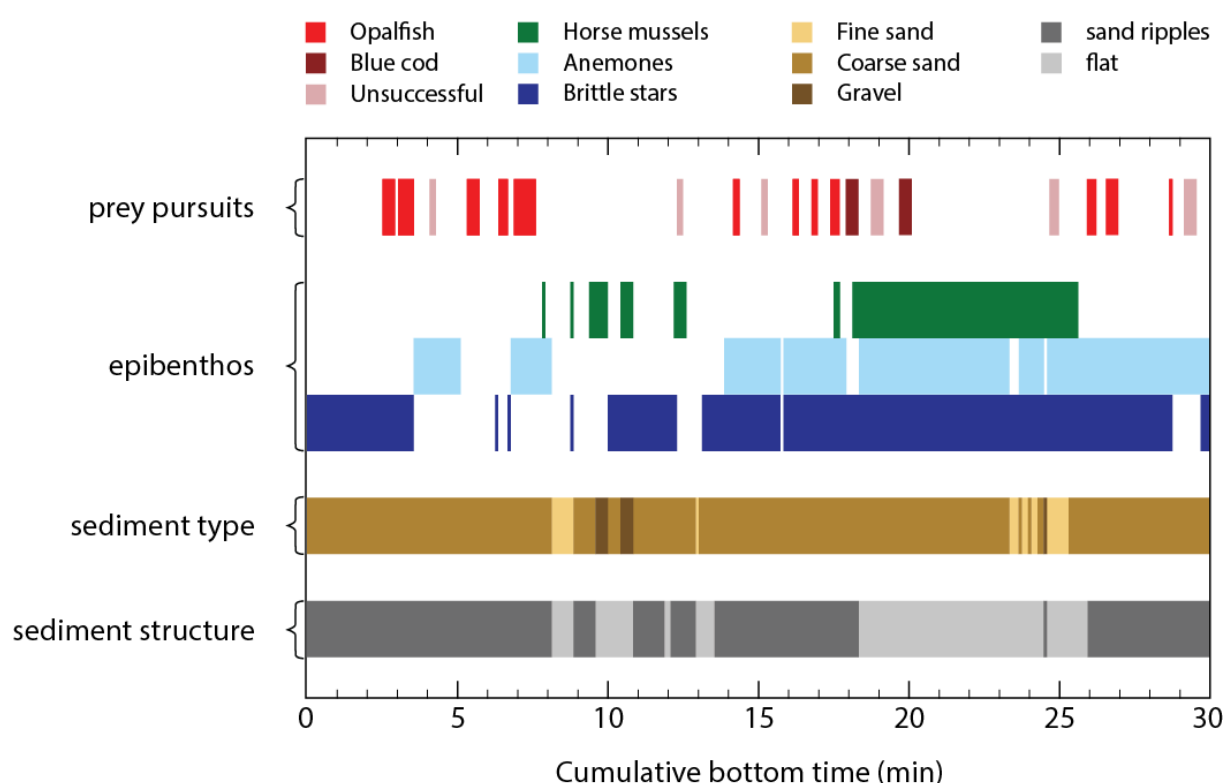 Opalfish Horse mussels Fine sand sand ripples
Blue cod Anemones Coarse sand flat
Unsuccessful Brittle stars Gravel
prey pursuits
epibenthos
sediment type
sediment structure
0 5 10 15 20 25 30
Cumulative bottom time (min)